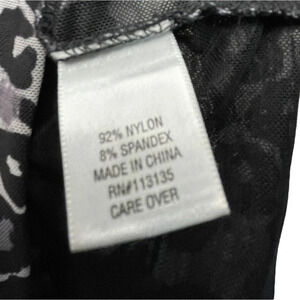 92% NYLON
8% SPANDEX
MADE IN CHINA
RN#113135
CARE OVER